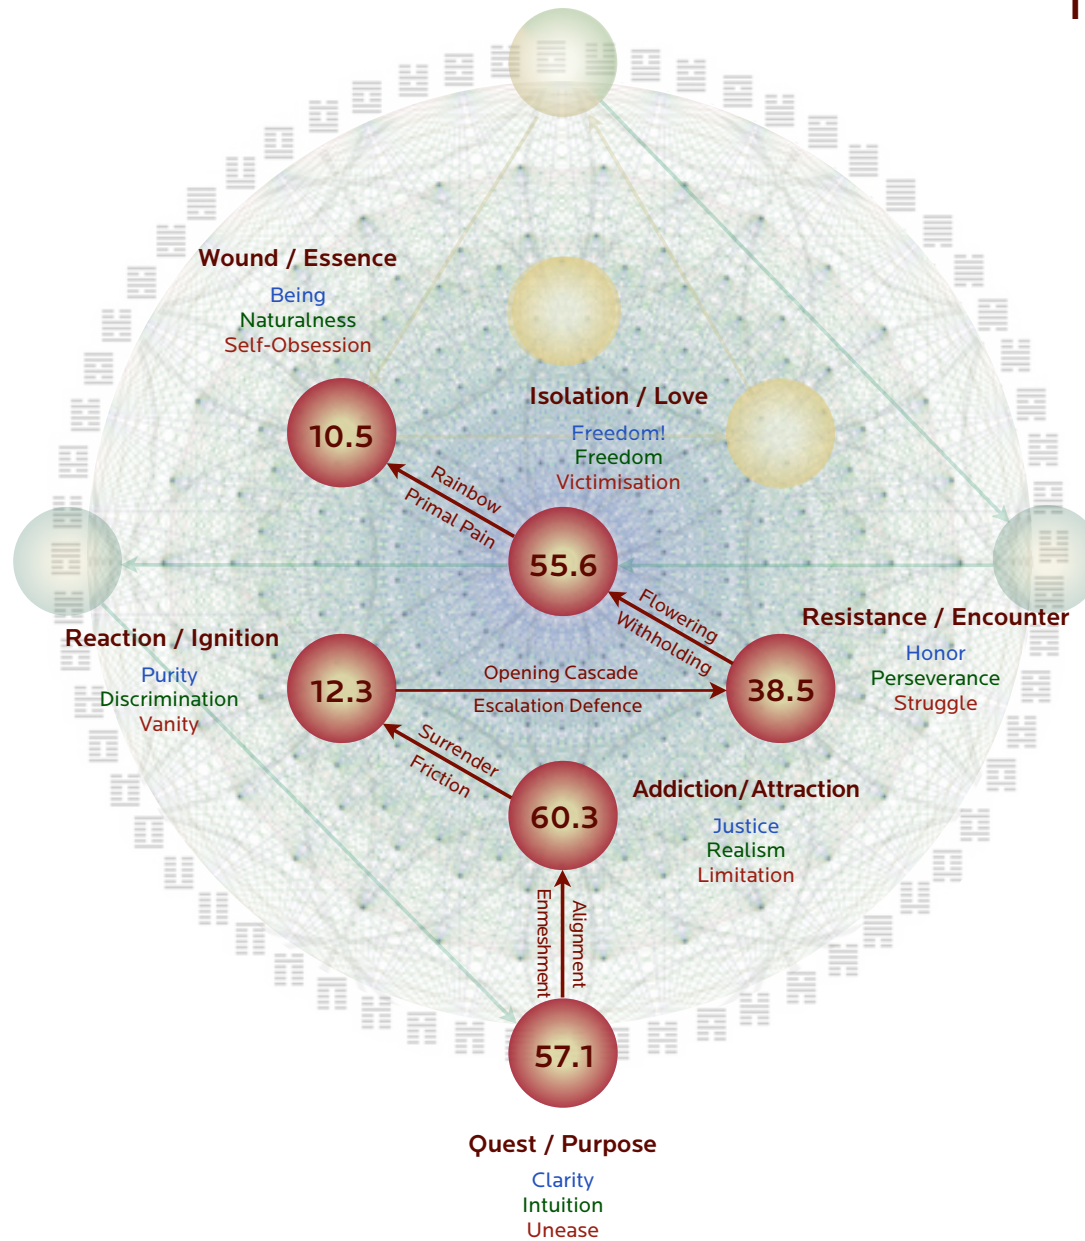 Wound / Essence
Being
Naturalness
Self-Obsession
10.5
Isolation / Love
Freedom!
Freedom
Victimisation
Rainbow
Primal Pain
55.6
Flowering
Withholding
Resistance / Encounter
Honor
Perseverance
Struggle
Reaction / Ignition
Purity
Discrimination
Vanity
12.3
Opening Cascade
Escalation Defence
38.5
Surrender
Friction
60.3
Addiction/Attraction
Justice
Realism
Limitation
Enmeshment
Alignment
57.1
Quest / Purpose
Clarity
Intuition
Unease